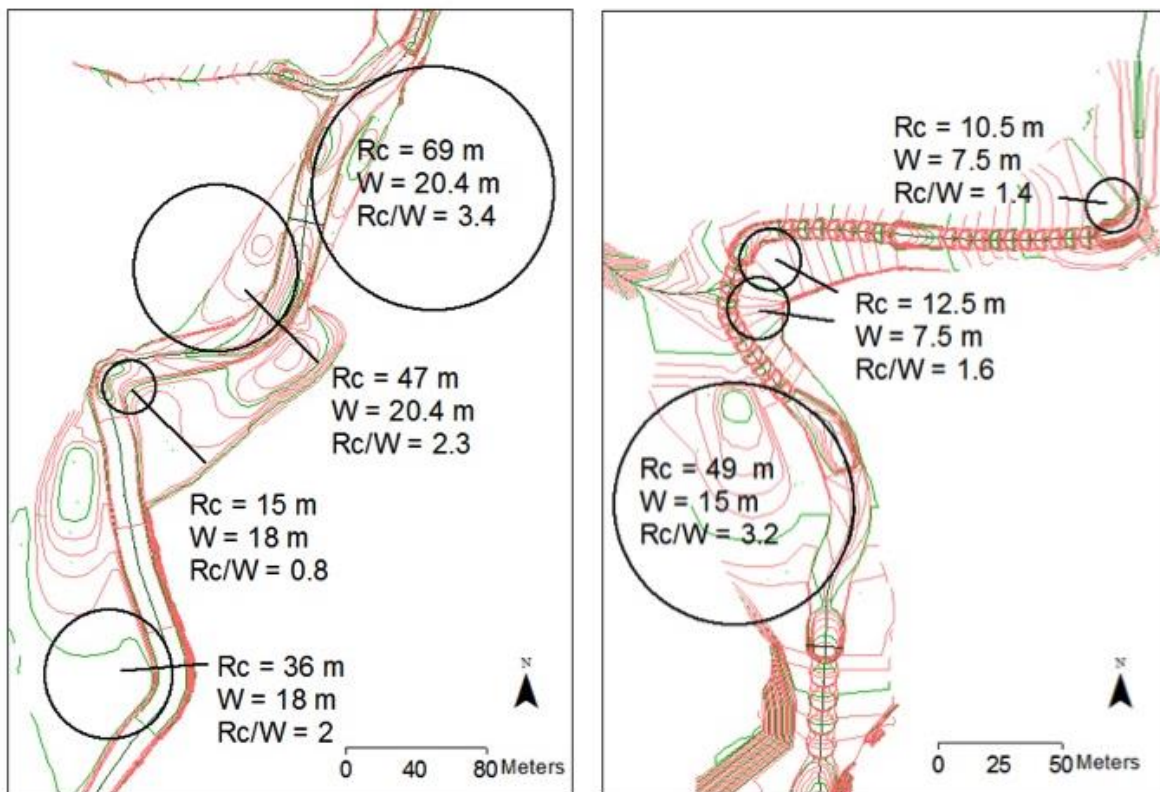 Rc = 69 m
W = 20.4 m
Rc/W = 3.4
Rc = 47 m
W = 20.4 m
Rc/W = 2.3
Rc = 15 m
W = 18 m
Rc/W = 0.8
Rc = 36 m
W = 18 m
Rc/W = 2
N
0 40 80 Meters
Rc = 10.5 m
W = 7.5 m
Rc/W = 1.4
Rc = 12.5 m
W = 7.5 m
Rc/W = 1.6
Rc = 49 m
W = 15 m
Rc/W = 3.2
N
0 25 50 Meters